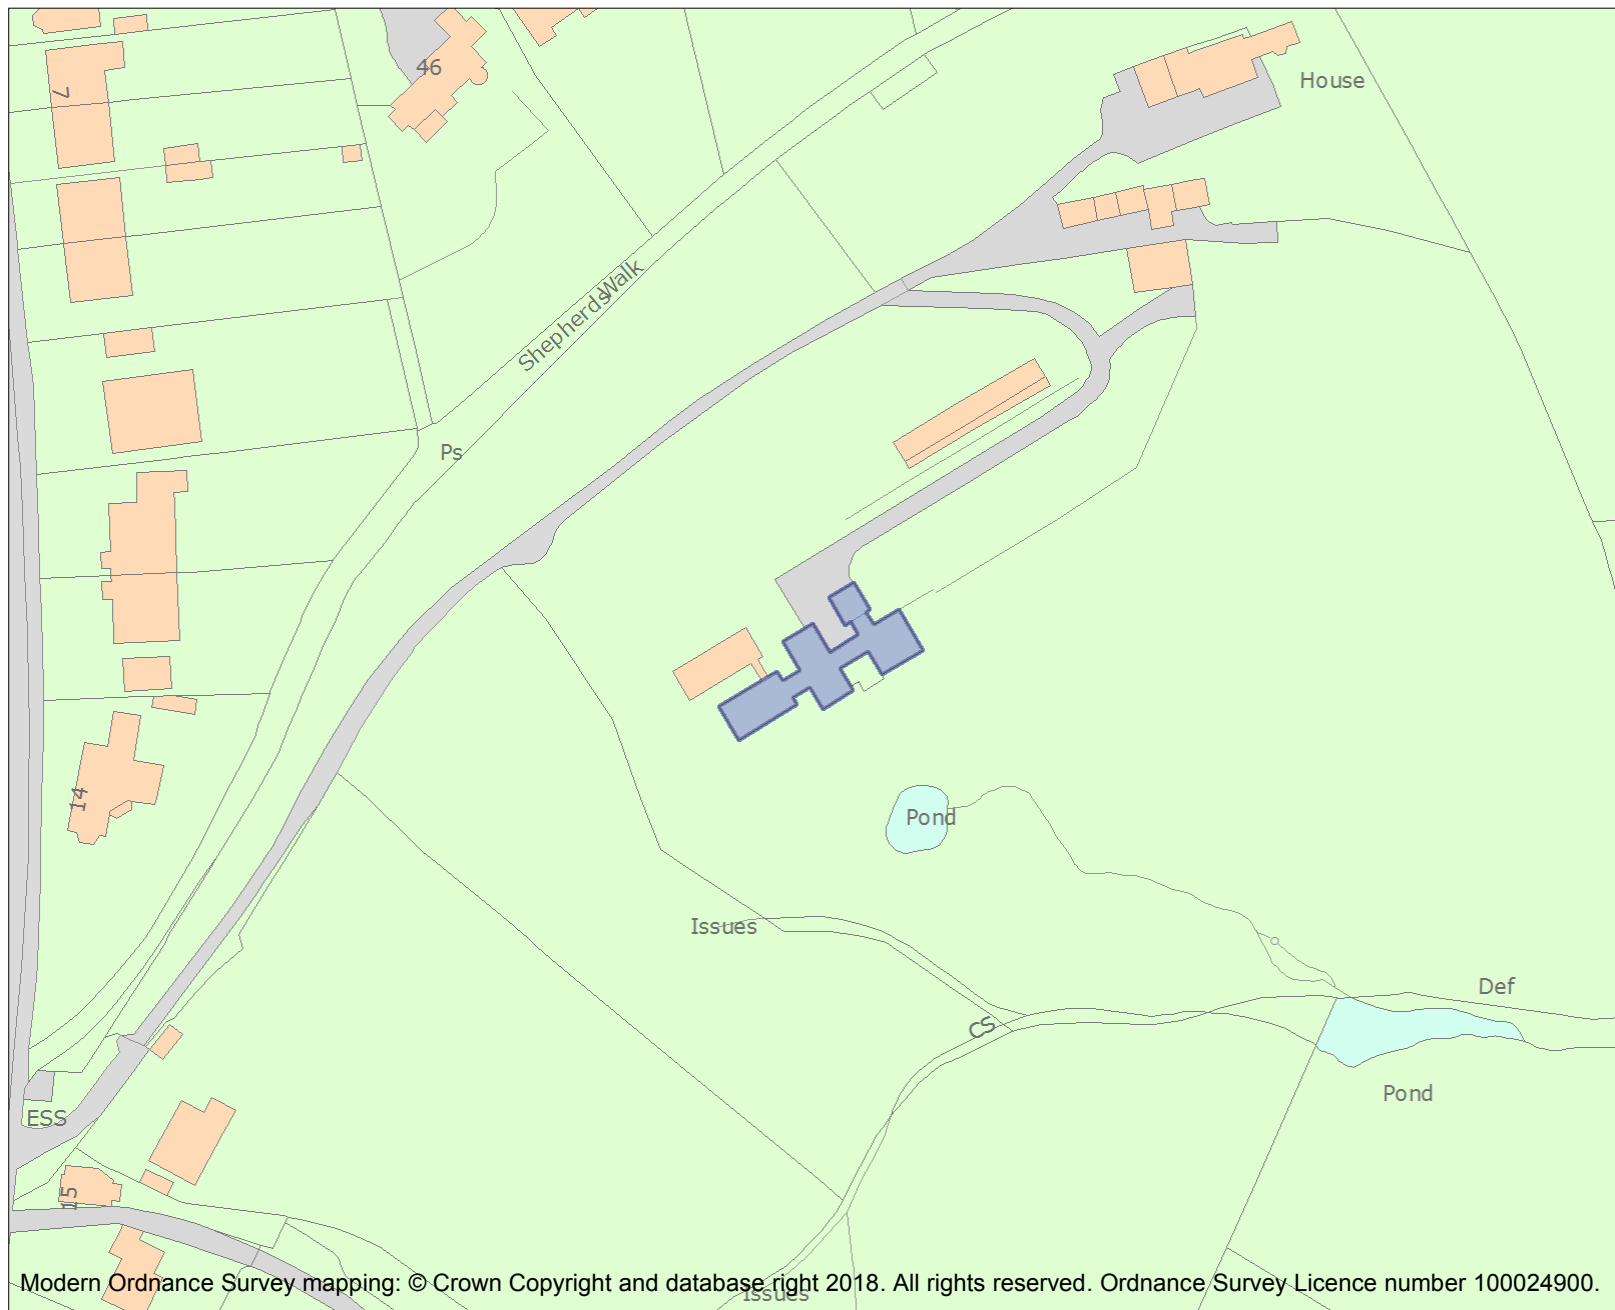 46
House
7
Shepherds Walk
Ps
14
Pond
Issues
Def
CS
Pond
ESS
15
Issues
Modern Ordnance Survey mapping: © Crown Copyright and database right 2018. All rights reserved. Ordnance Survey Licence number 100024900.